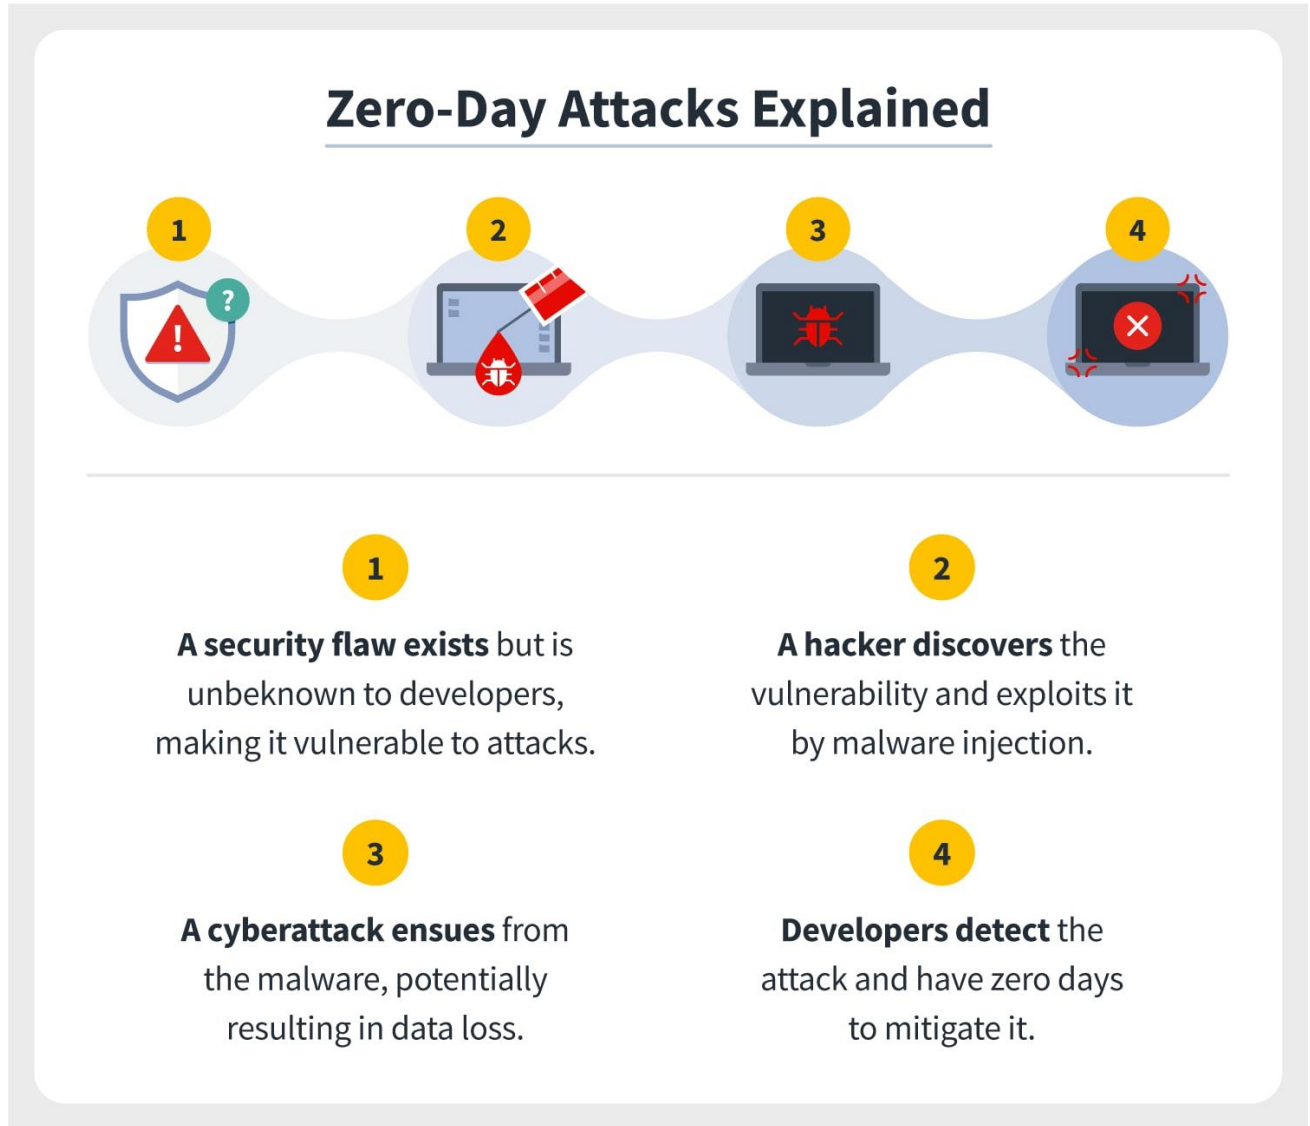 Zero-Day Attacks Explained
1
2
3
4
?
!
1
A security flaw exists but is
unbeknown to developers,
making it vulnerable to attacks.
2
A hacker discovers the
vulnerability and exploits it
by malware injection.
3
A cyberattack ensues from
the malware, potentially
resulting in data loss.
4
Developers detect the
attack and have zero days
to mitigate it.